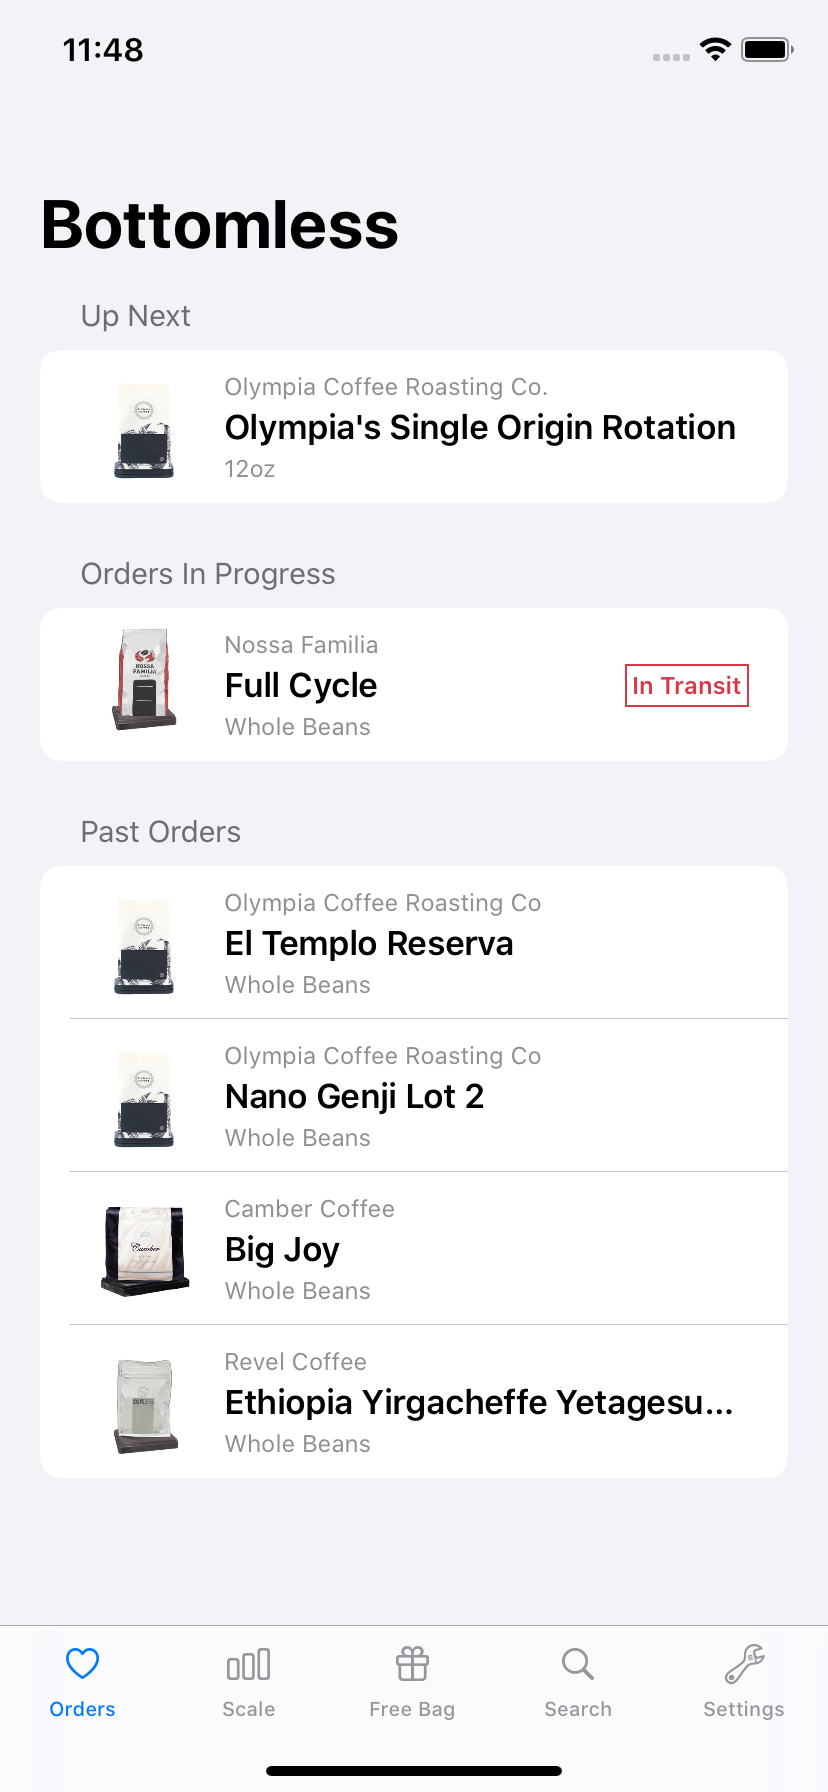 11:48
Bottomless
Up Next
Olympia Coffee Roasting Co.
Olympia's Single Origin Rotation
12oz
Orders In Progress
NOSSA
FAMILIA
Nossa Familia
Full Cycle
Whole Beans
In Transit
Past Orders
Olympia Coffee Roasting Co
El Templo Reserva
Whole Beans
Olympia Coffee Roasting Co
Nano Genji Lot 2
Whole Beans
Camber
Camber Coffee
Big Joy
Whole Beans
Revel Coffee
Ethiopia Yirgacheffe Yetagesu...
Whole Beans
Orders
Scale
Free Bag
Search
Settings